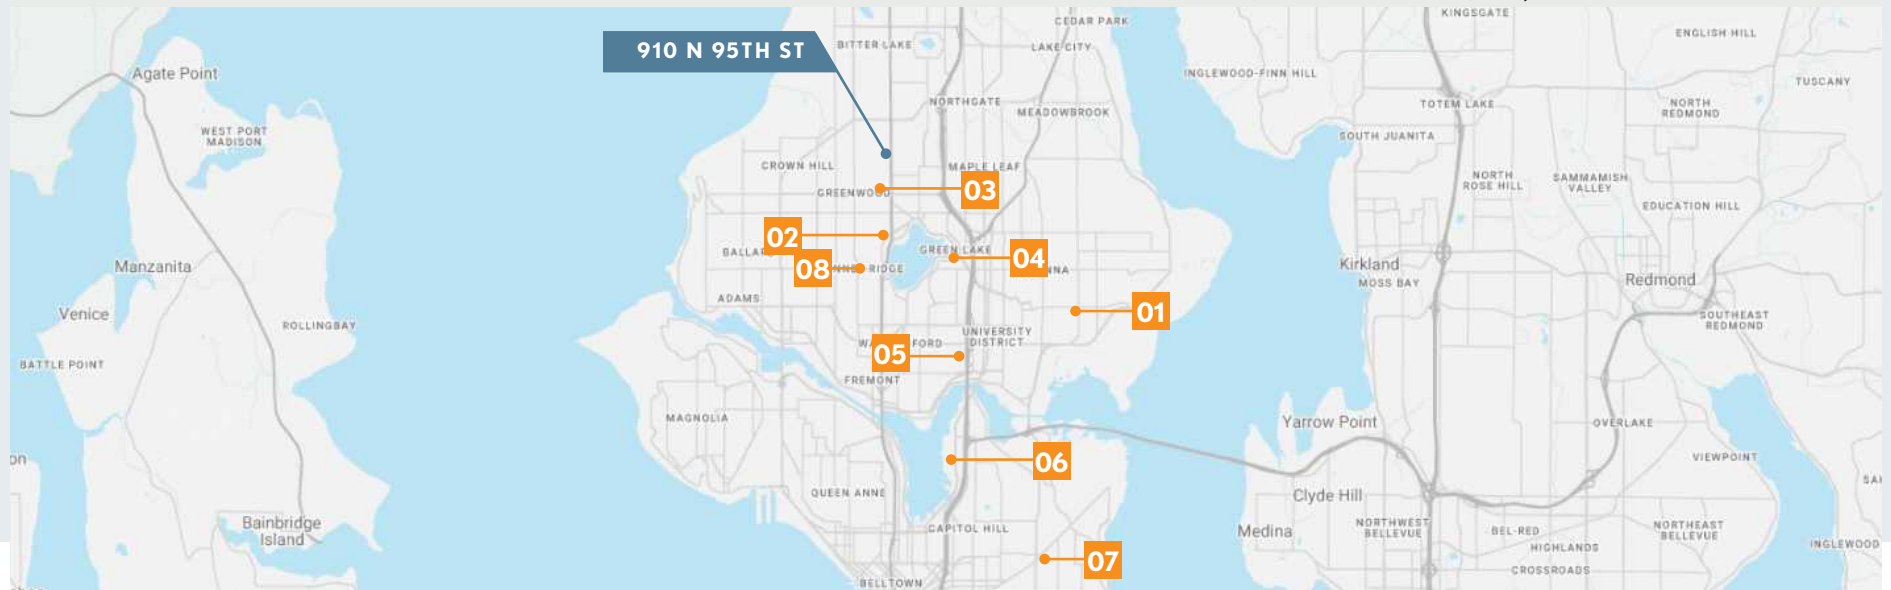 CEDAR PARK
KINGSGATE
ENGLISH HILL
910 N 95TH ST
BITTER LAKE
LAKE CITY
Agate Point
INGLEWOOD-FINN HILL
TUSCANY
NORTHGATE
MEADOWBROOK
TOTEM LAKE
NORTH
REDMOND
WEST PORT
MADISON
SOUTH JUANITA
CROWN HILL
MAPLE LEAF
GREENWOOD
03
NORTH
ROSE HILL
SAMMAMISH
VALLEY
EDUCATION HILL
02
BALLA
GREEN LAKE
04
NNA
Manzanita
08
RIDGE
Kirkland
MOSS BAY
Redmond
ADAMS
01
Venice
ROLLINGBAY
SOUTHEAST
REDMOND
UNIVERSITY
DISTRICT
W
05
FORD
BATTLE POINT
FREMONT
MAGNOLIA
Yarrow Point
OVERLAKE
on
06
VIEWPOINT
QUEEN ANNE
Clyde Hill
Bainbridge
Island
CAPITOL HILL
Medina
NORTHWEST
BELLEVUE
BEL-RED
NORTHEAST
BELLEVUE
HIGHLANDS
INGLEWOOD
07
CROSSROADS
BELLTOWN